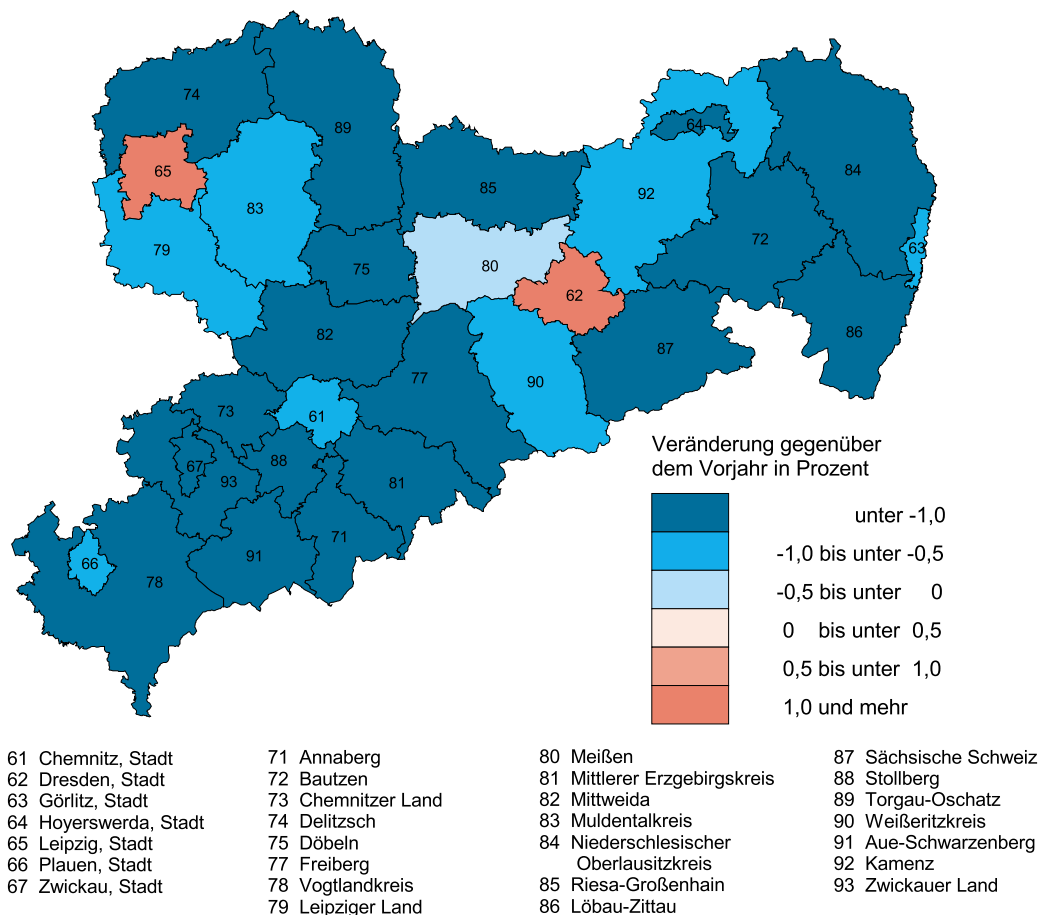 74
89
64
65
84
85
92
83
72
79
63
75
80
62
86
82
87
77
90
73
61
67
88
93
81
71
91
66
78
Veränderung gegenüber
dem Vorjahr in Prozent
unter -1,0
-1,0 bis unter -0,5
-0,5 bis unter 0
0 bis unter 0,5
0,5 bis unter 1,0
1,0 und mehr
61 Chemnitz, Stadt
62 Dresden, Stadt
63 Görlitz, Stadt
64 Hoyerswerda, Stadt
65 Leipzig, Stadt
66 Plauen, Stadt
67 Zwickau, Stadt
71 Annaberg
72 Bautzen
73 Chemnitzer Land
74 Delitzsch
75 Döbeln
77 Freiberg
78 Vogtlandkreis
79 Leipziger Land
80 Meißen
81 Mittlerer Erzgebirgskreis
82 Mittweida
83 Muldentalkreis
84 Niederschlesischer
Oberlausitzkreis
85 Riesa-Großenhain
86 Löbau-Zittau
87 Sächsische Schweiz
88 Stollberg
89 Torgau-Oschatz
90 Weißeritzkreis
91 Aue-Schwarzenberg
92 Kamenz
93 Zwickauer Land